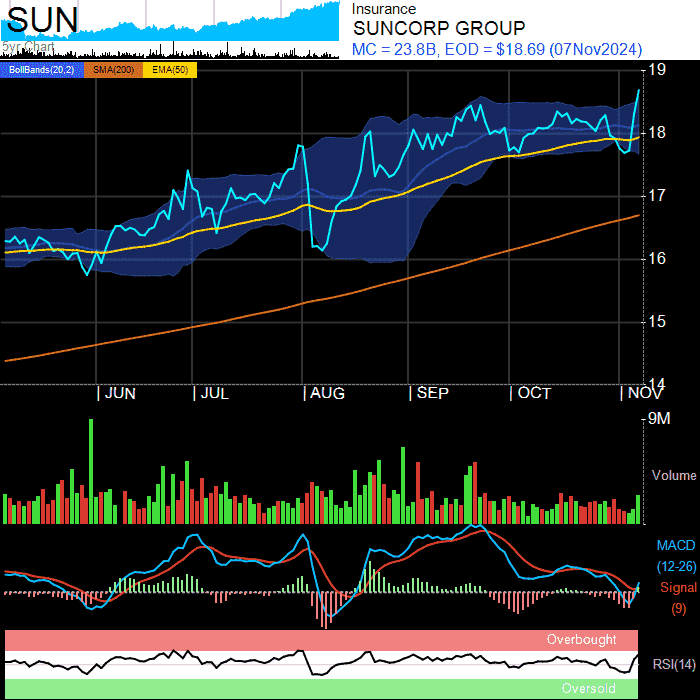 SUN
5yr Chart
Insurance
SUNCORP GROUP
MC = 23.8B, EOD = $18.69 (07Nov2024)
BollBands(20,2) SMA(200) EMA(50)
19
18
17
16
15
14
JUN JUL AUG SEP OCT NOV
9M
Volume
MACD
(12-26)
Signal
(9)
Overbought
RSI(14)
Oversold